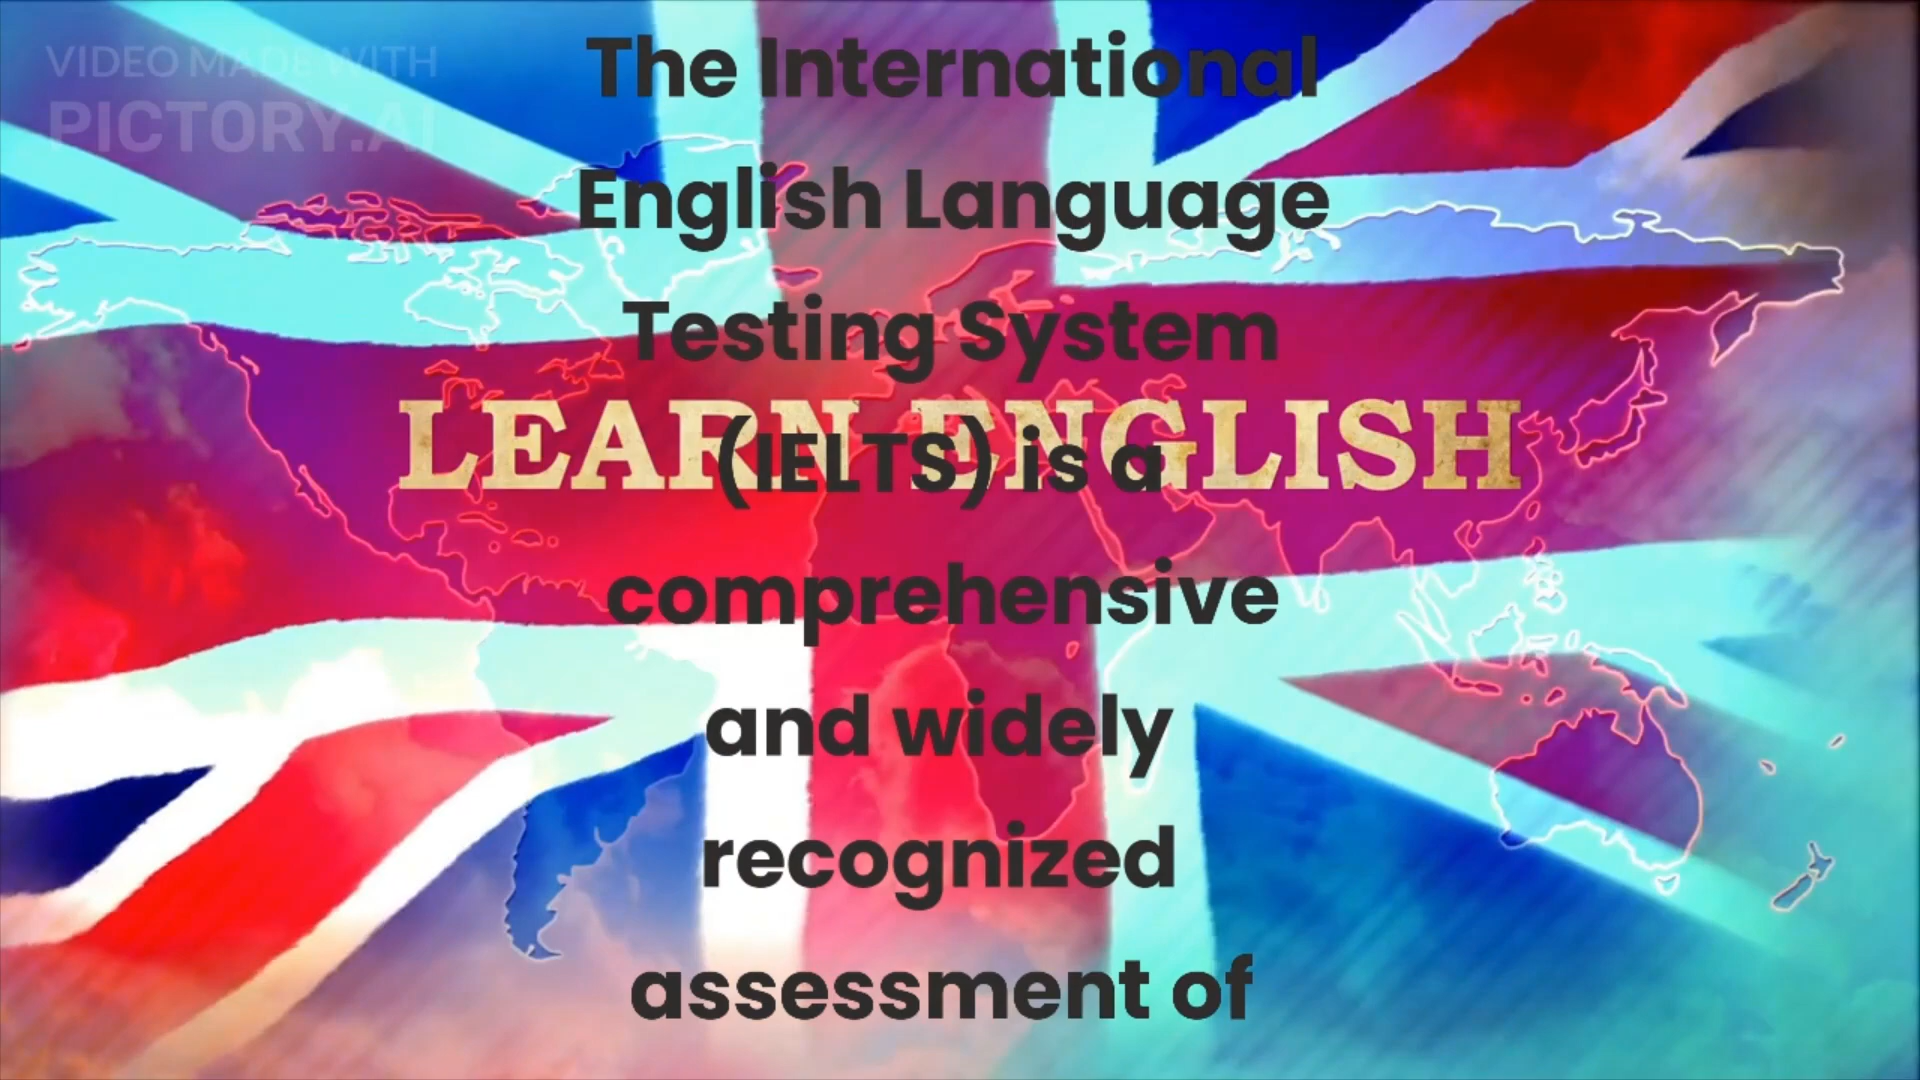 VIDEO MADE WITH
PICTORY.AI
The International
English Language
Testing System
LEARN ENGLISH
(IELTS) is a
comprehensive
and widely
recognized
assessment of